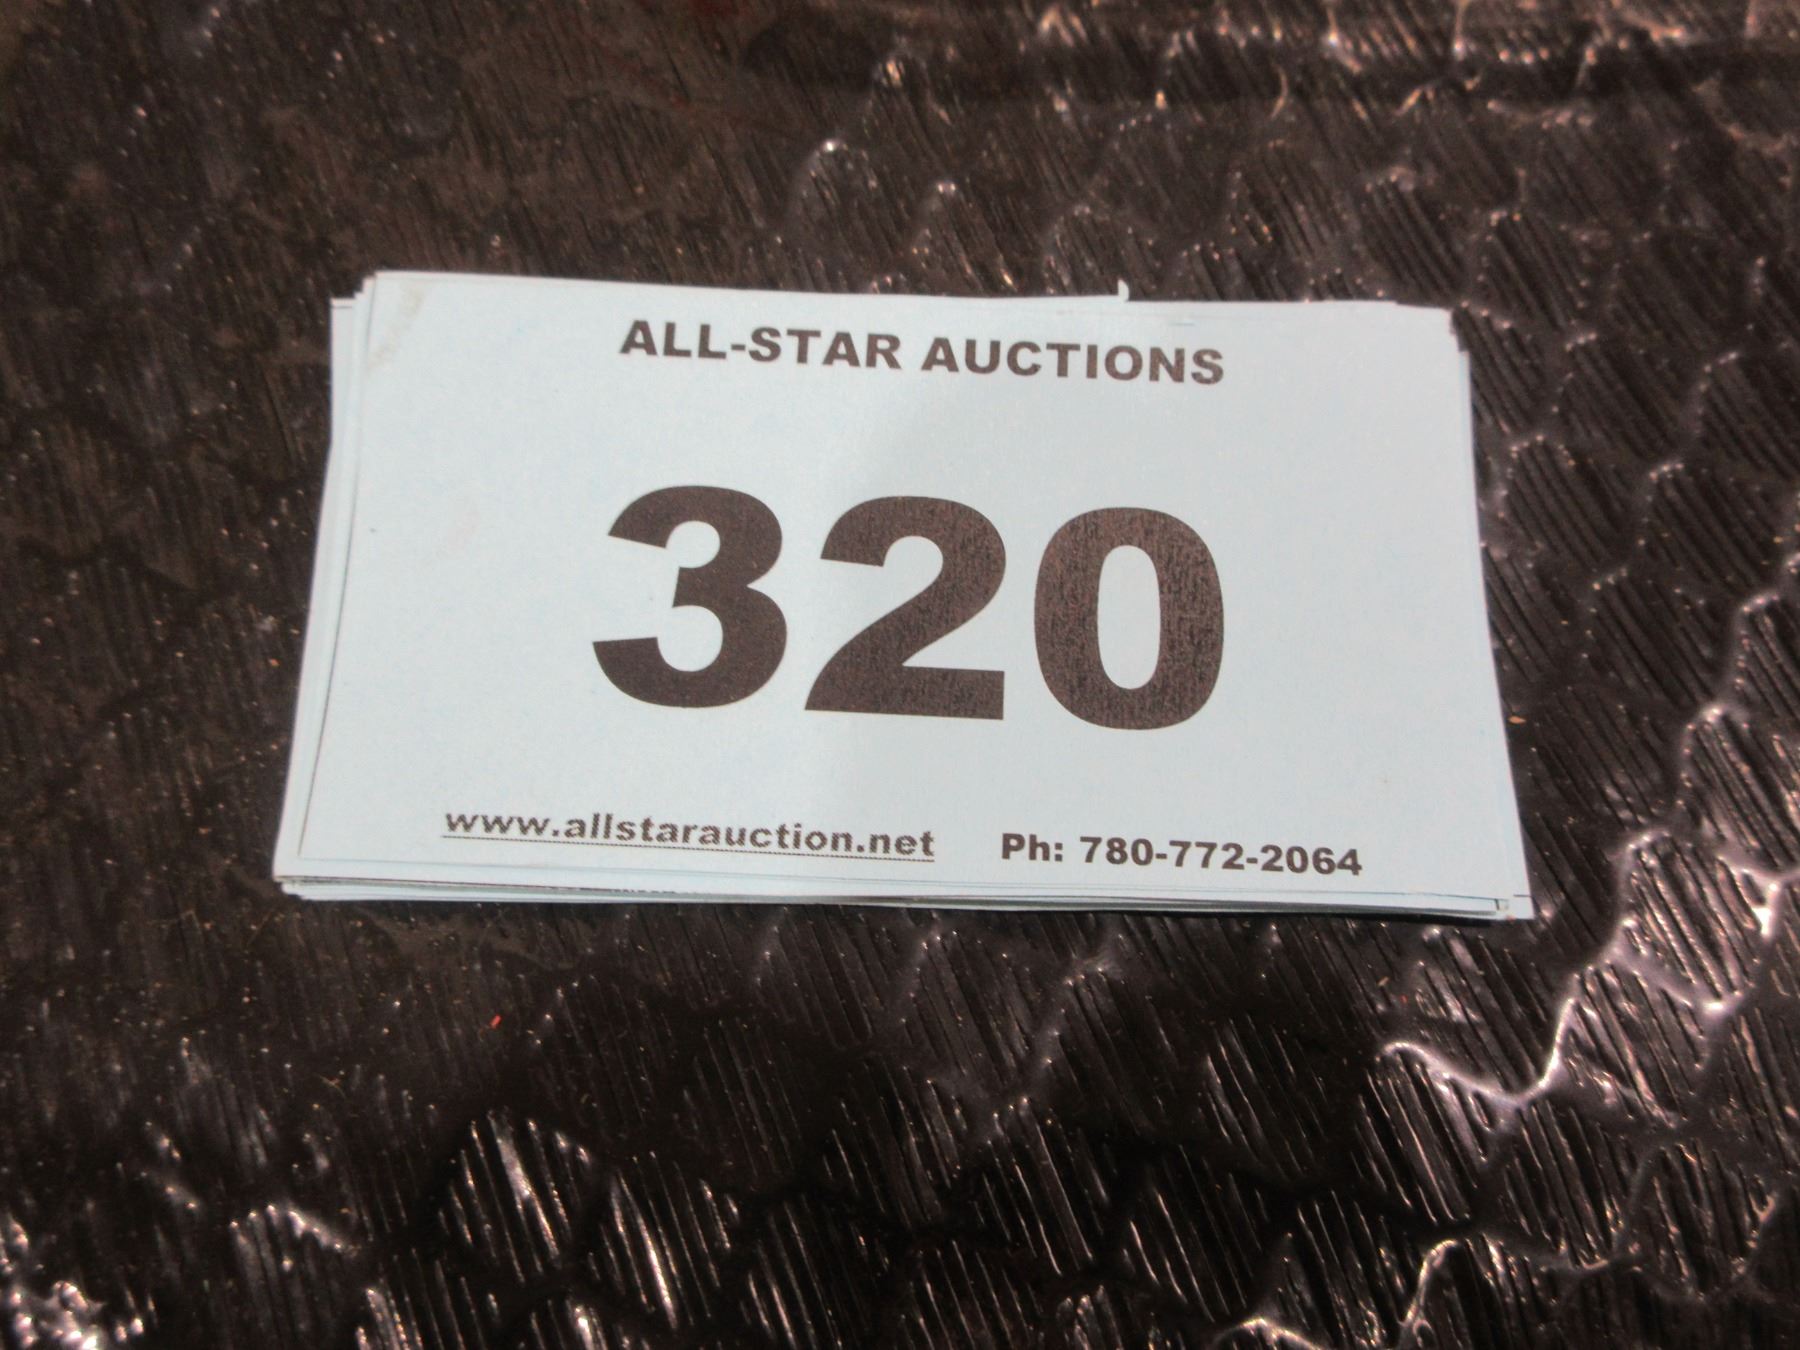 ALL-STAR AUCTIONS
320
www.allstarauction.net Ph: 780-772-2064